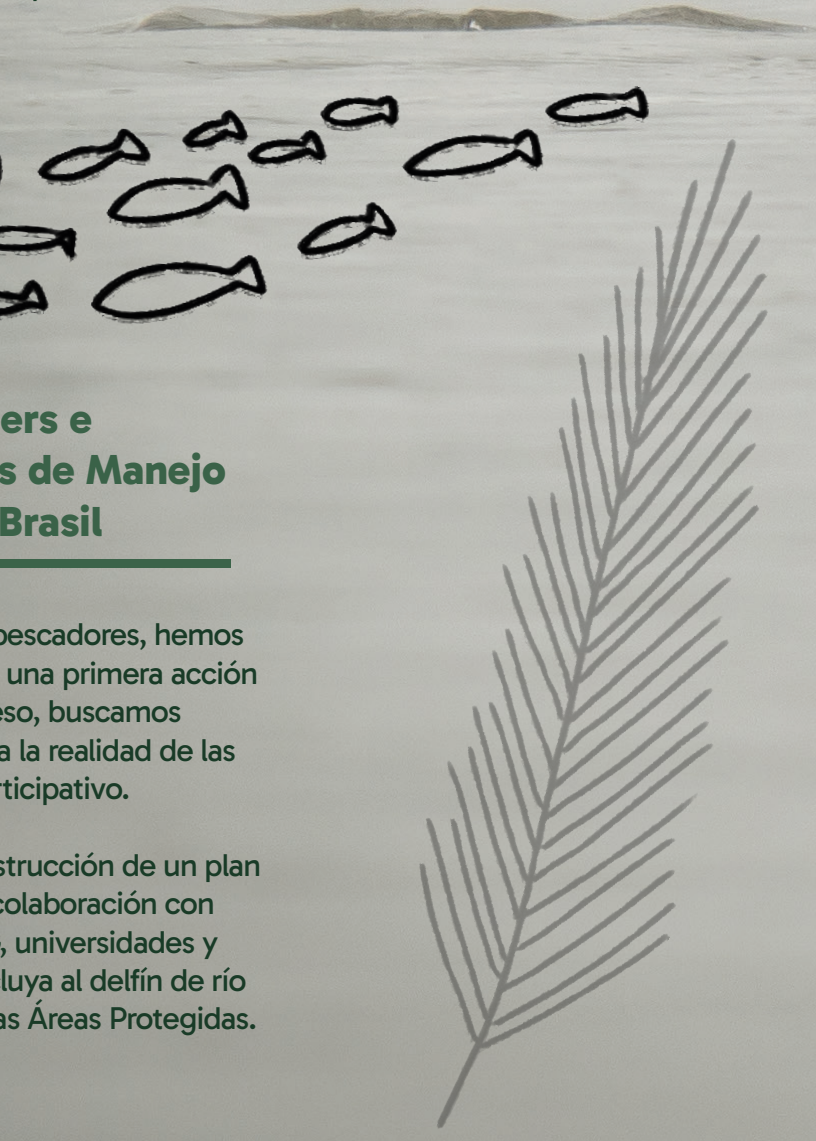 ers e
s de Manejo
Brasil
pescadores, hemos
una primera acción
eso, buscamos
a la realidad de las
rticipativo.
strucción de un plan
colaboración con
, universidades y
luya al delfín de río
as Áreas Protegidas.